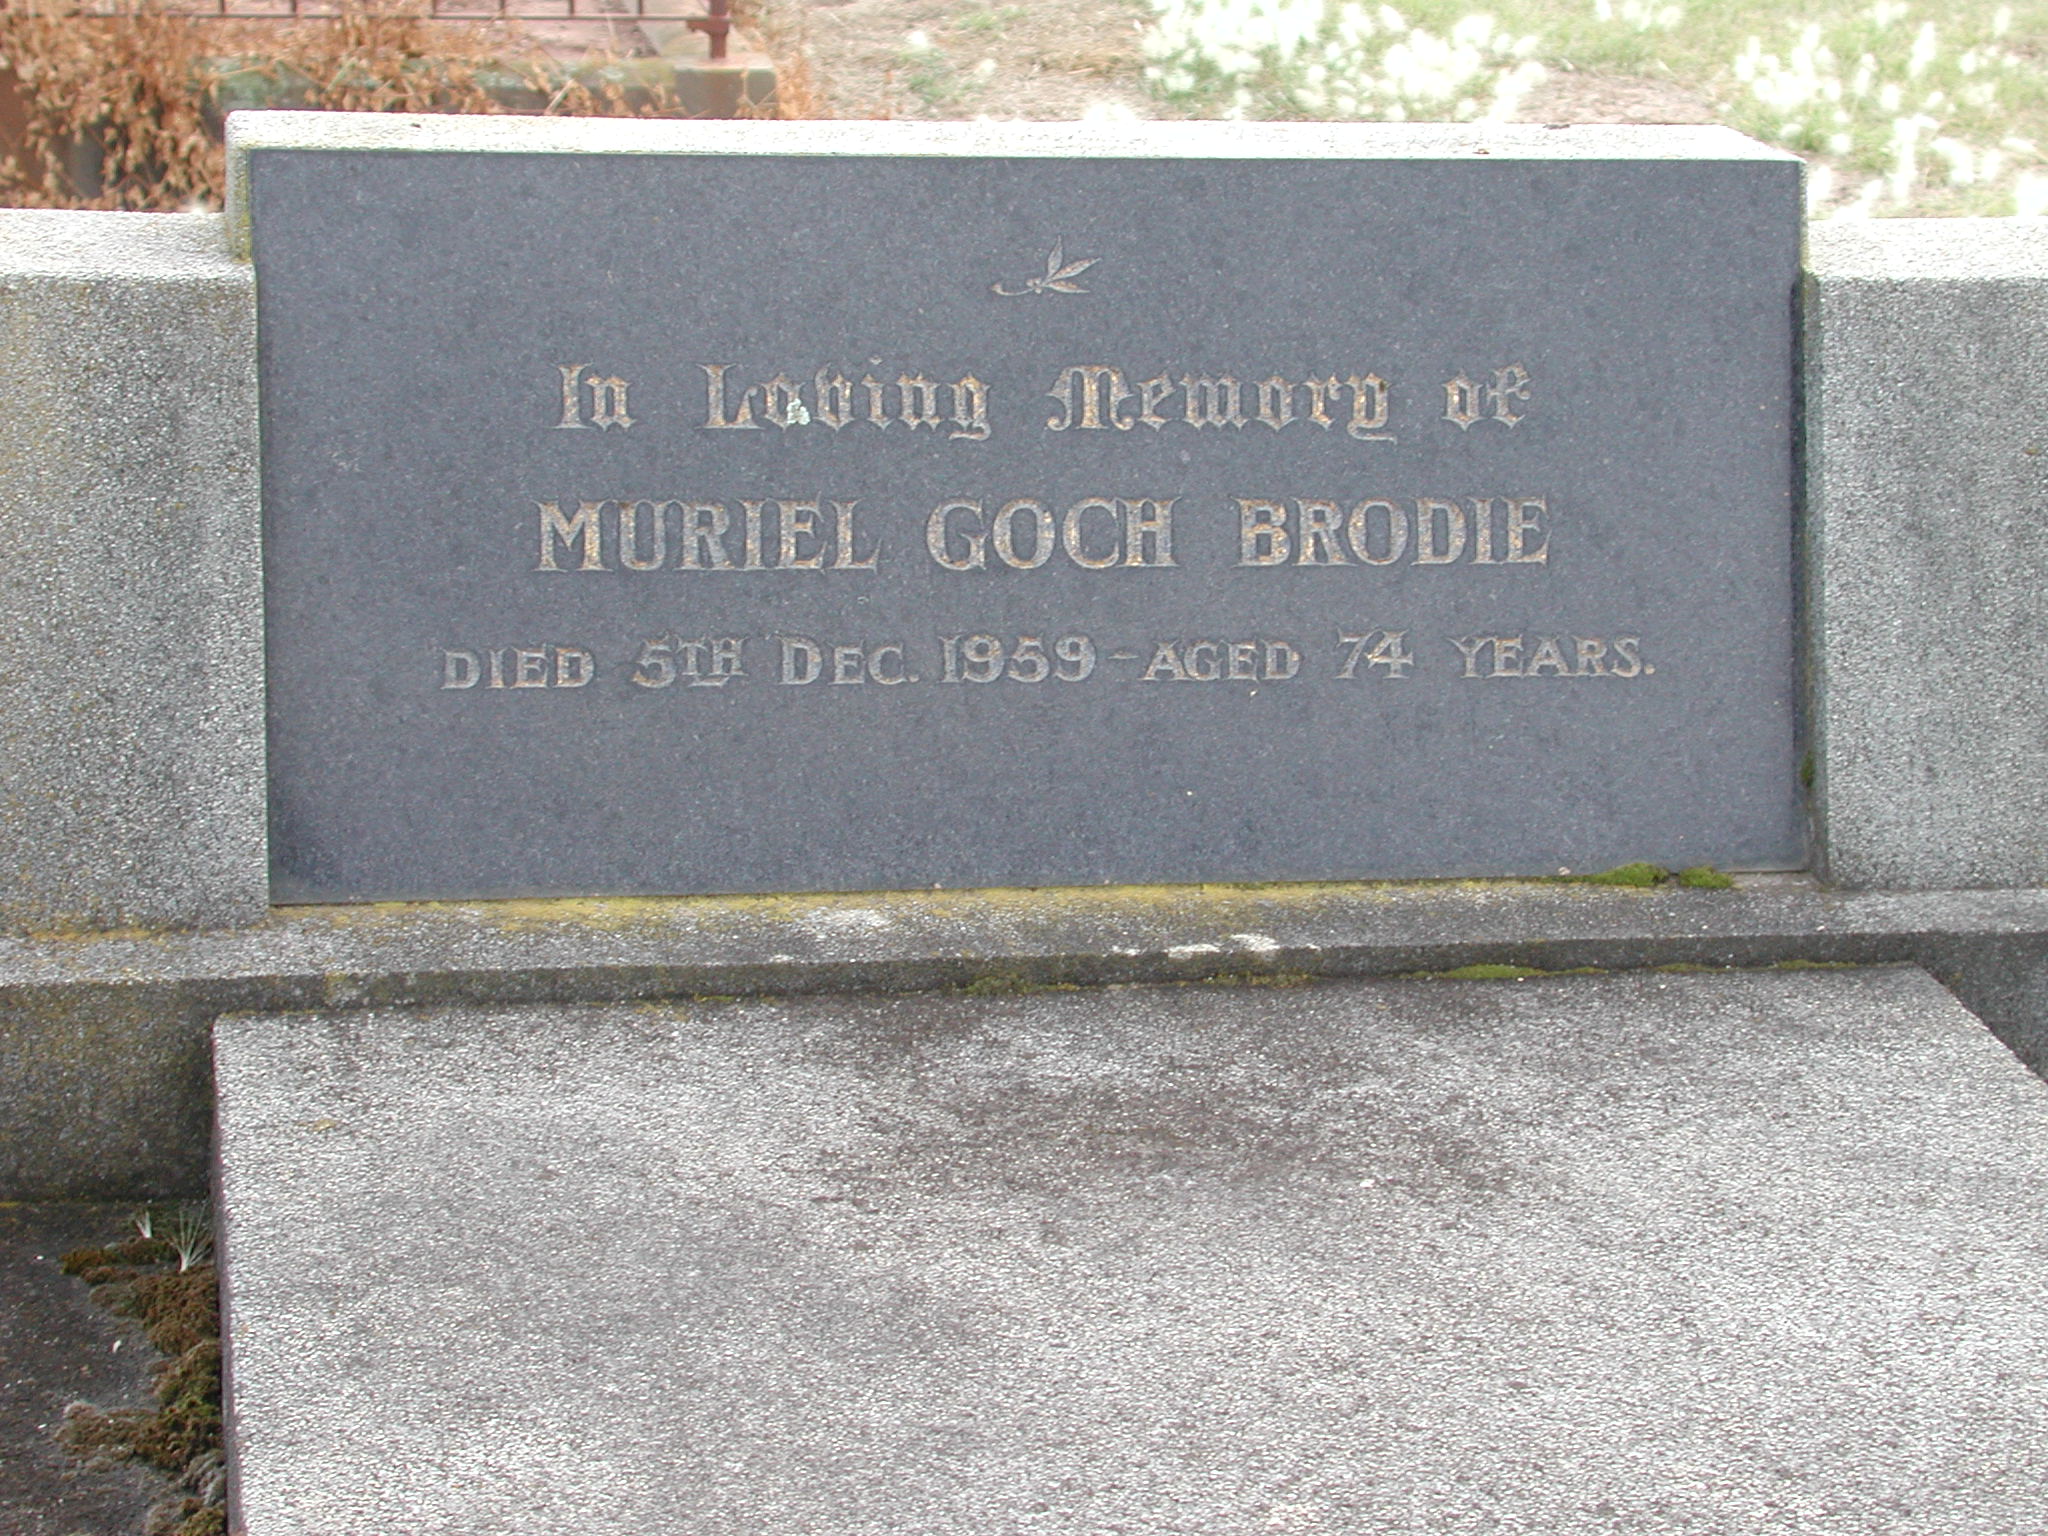 In Loving Memory of
MURIEL GOCH BRODIE
DIED 5TH DEC. 1959 - AGED 74 YEARS.